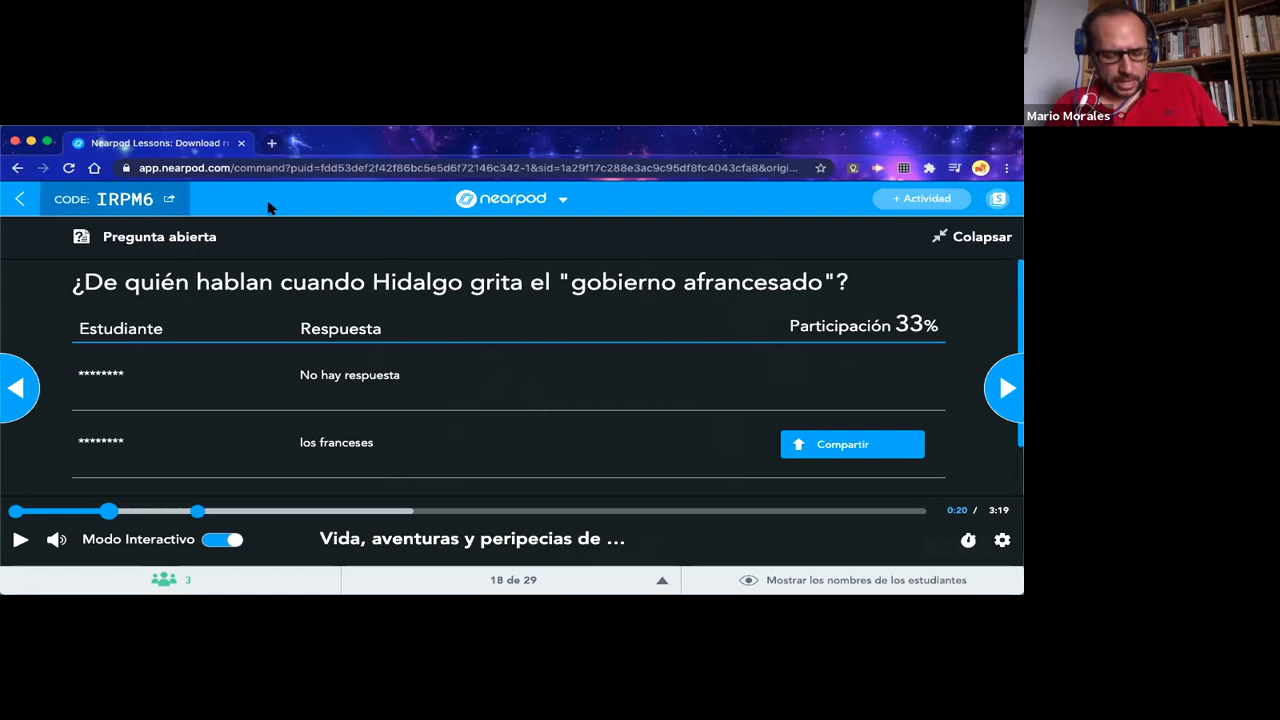 Mario Morales
Nearpod Lessons: Download r
app.nearpod.com/command?puid=fdd53def2f42f86bc5e5d6f72146c342-1&sid=1a29f17c288e3ac9c95df8fc4043cfa8&origi...
CODE: IRPM6
nearpod
+ Actividad
S
Pregunta abierta
Colapsar
¿De quién hablan cuando Hidalgo grita el "gobierno afrancesado"?
Estudiante Respuesta Participación 33%
******** No hay respuesta
******** los franceses Compartir
0:20 / 3:19
Modo Interactivo Vida, aventuras y peripecias de ...
3 18 de 29 Mostrar los nombres de los estudiantes